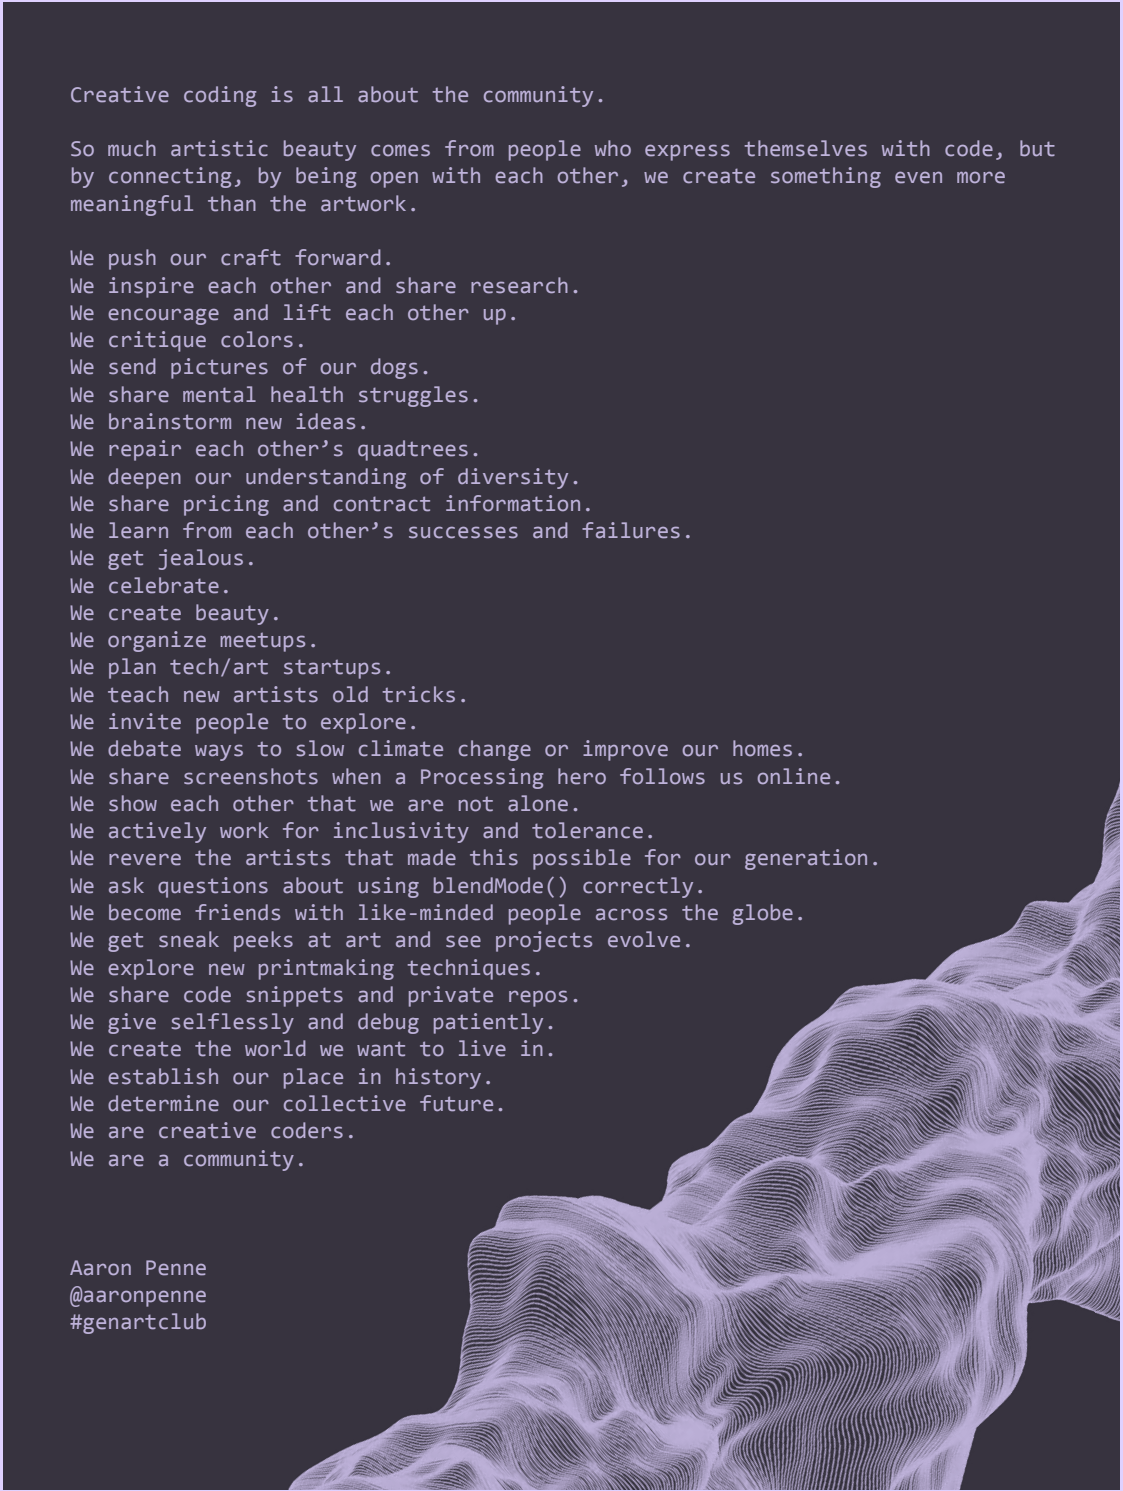 Creative coding is all about the community.
So much artistic beauty comes from people who express themselves with code, but
by connecting, by being open with each other, we create something even more
meaningful than the artwork.
We push our craft forward.
We inspire each other and share research.
We encourage and lift each other up.
We critique colors.
We send pictures of our dogs.
We share mental health struggles.
We brainstorm new ideas.
We repair each other’s quadtrees.
We deepen our understanding of diversity.
We share pricing and contract information.
We learn from each other’s successes and failures.
We get jealous.
We celebrate.
We create beauty.
We organize meetups.
We plan tech/art startups.
We teach new artists old tricks.
We invite people to explore.
We debate ways to slow climate change or improve our homes.
We share screenshots when a Processing hero follows us online.
We show each other that we are not alone.
We actively work for inclusivity and tolerance.
We revere the artists that made this possible for our generation.
We ask questions about using blendMode() correctly.
We become friends with like-minded people across the globe.
We get sneak peeks at art and see projects evolve.
We explore new printmaking techniques.
We share code snippets and private repos.
We give selflessly and debug patiently.
We create the world we want to live in.
We establish our place in history.
We determine our collective future.
We are creative coders.
We are a community.
Aaron Penne
@aaronpenne
#genartclub